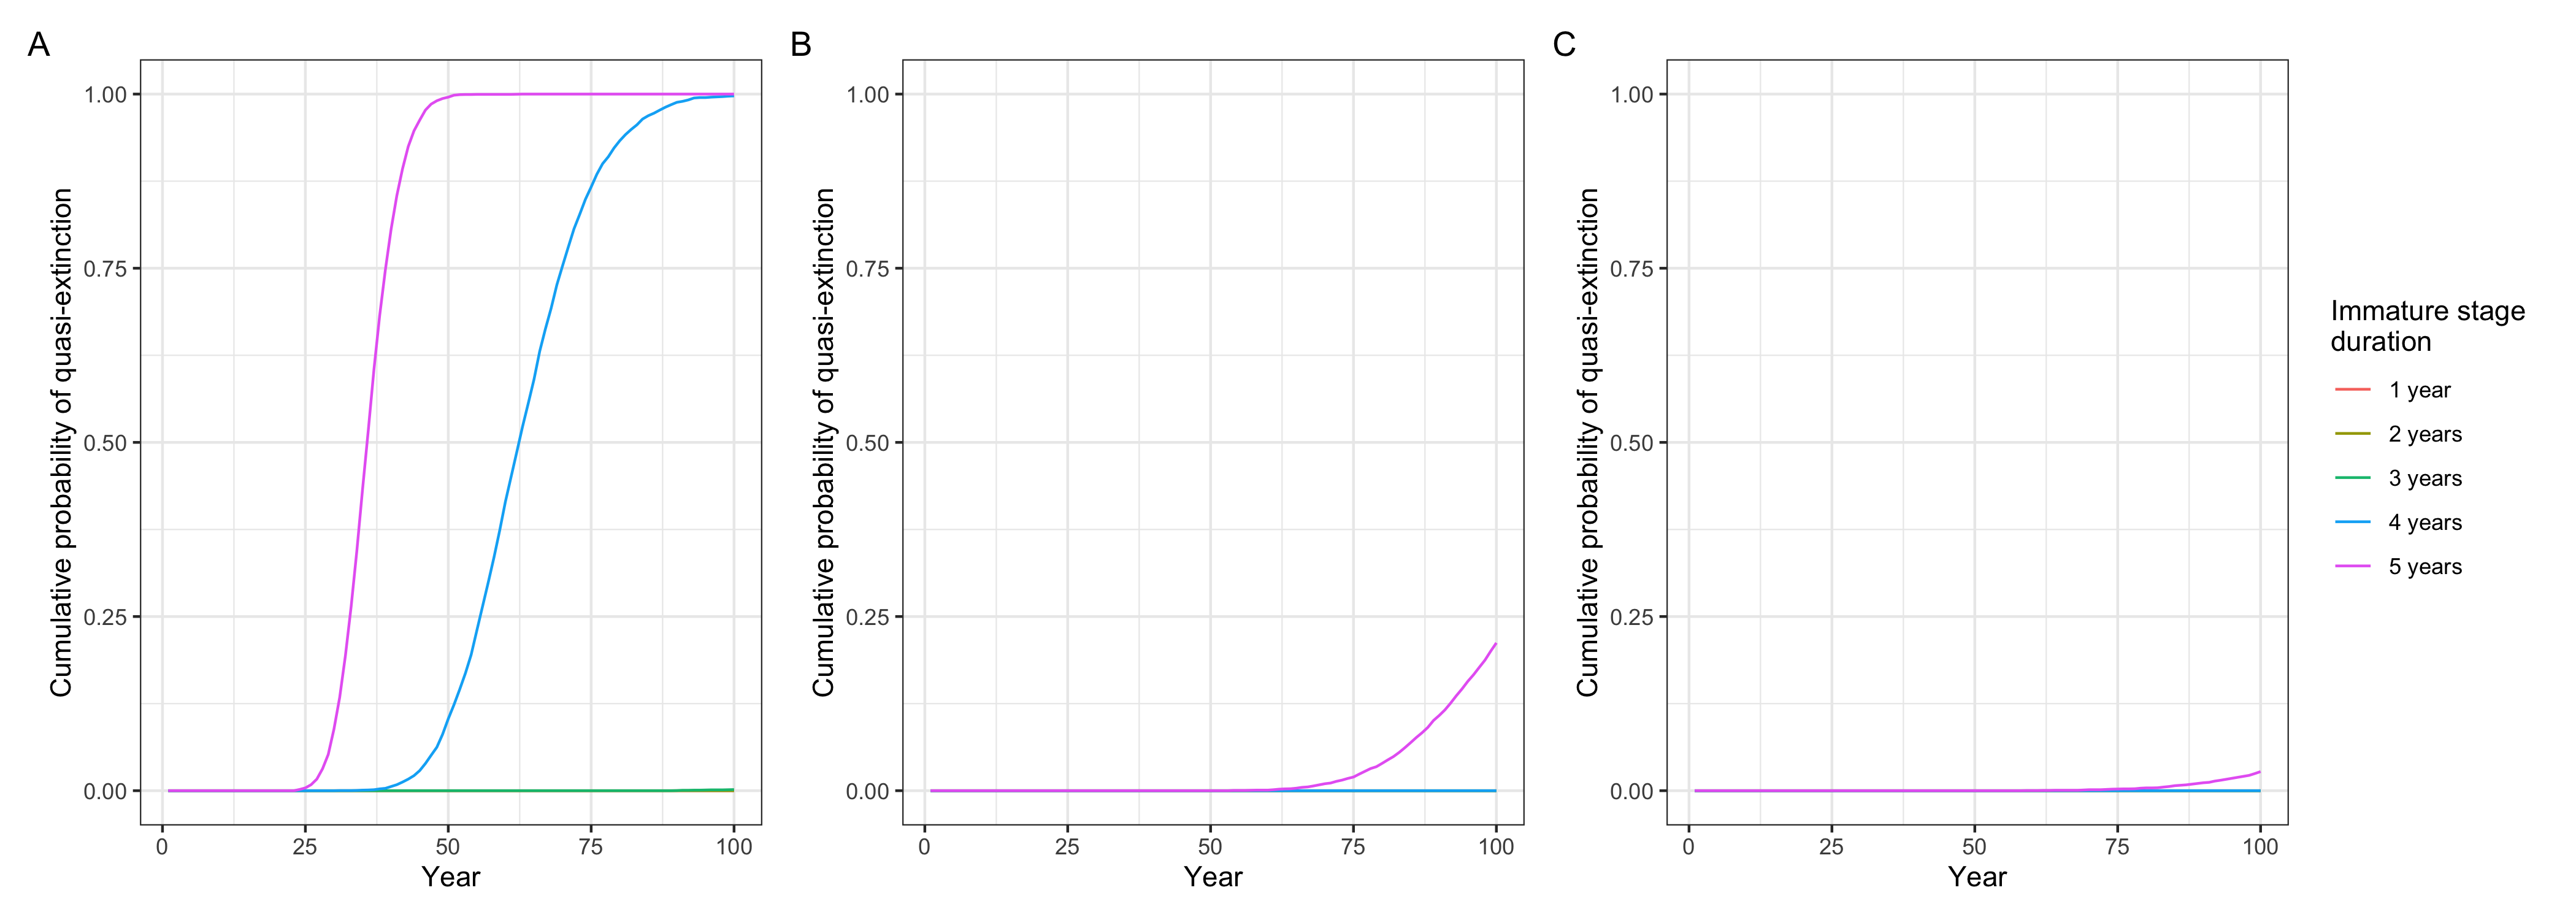 A
Cumulative probability of quasi-extinction
1.00
0.75
0.50
0.25
0.00
0
25
50
75
100
Year
B
Cumulative probability of quasi-extinction
1.00
0.75
0.50
0.25
0.00
0
25
50
75
100
Year
C
Cumulative probability of quasi-extinction
1.00
0.75
0.50
0.25
0.00
0
25
50
75
100
Year
Immature stage
duration
1 year
2 years
3 years
4 years
5 years